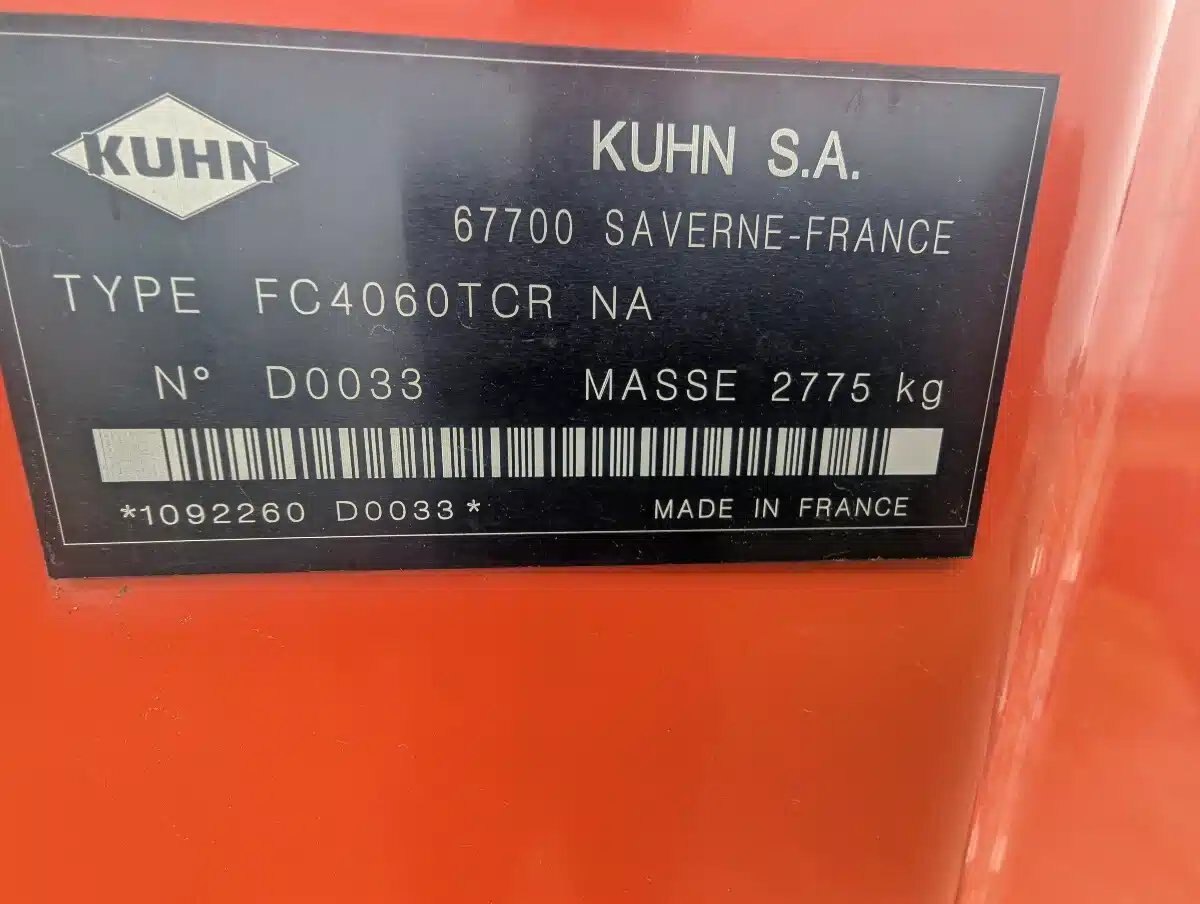 KUHN
KUHN S.A.
67700 SAVERNE-FRANCE
TYPE FC4060TCR NA
N° D0033 MASSE 2775 kg
*1092260 D0033* MADE IN FRANCE